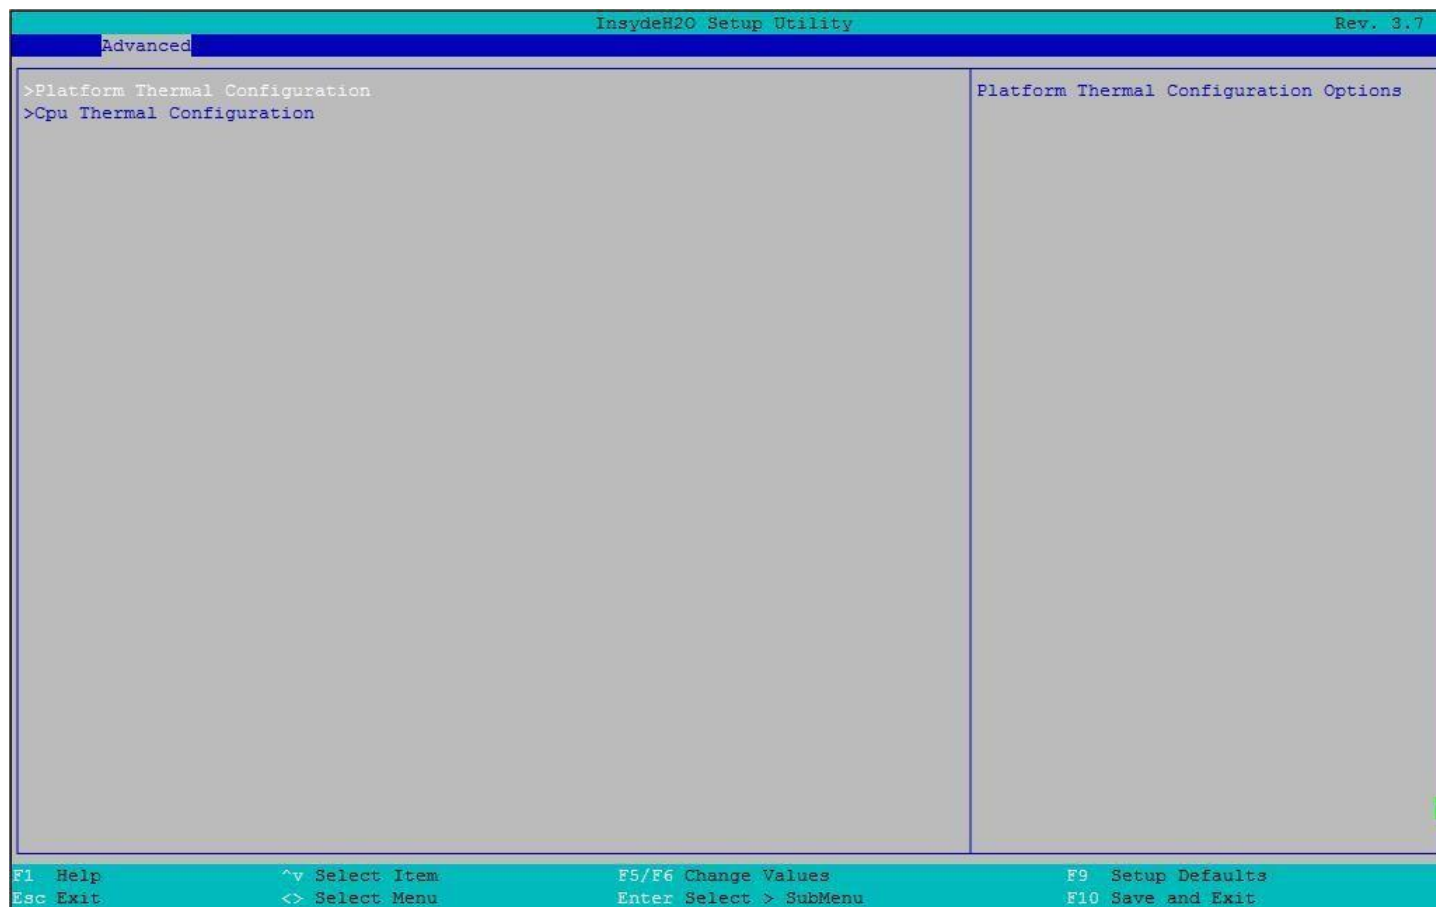 InsydeH2O Setup Utility Rev. 3.7
Advanced
>Platform Thermal Configuration
>Cpu Thermal Configuration
Platform Thermal Configuration Options
F1 Help ^v Select Item F5/F6 Change Values F9 Setup Defaults
Esc Exit <> Select Menu Enter Select > SubMenu F10 Save and Exit